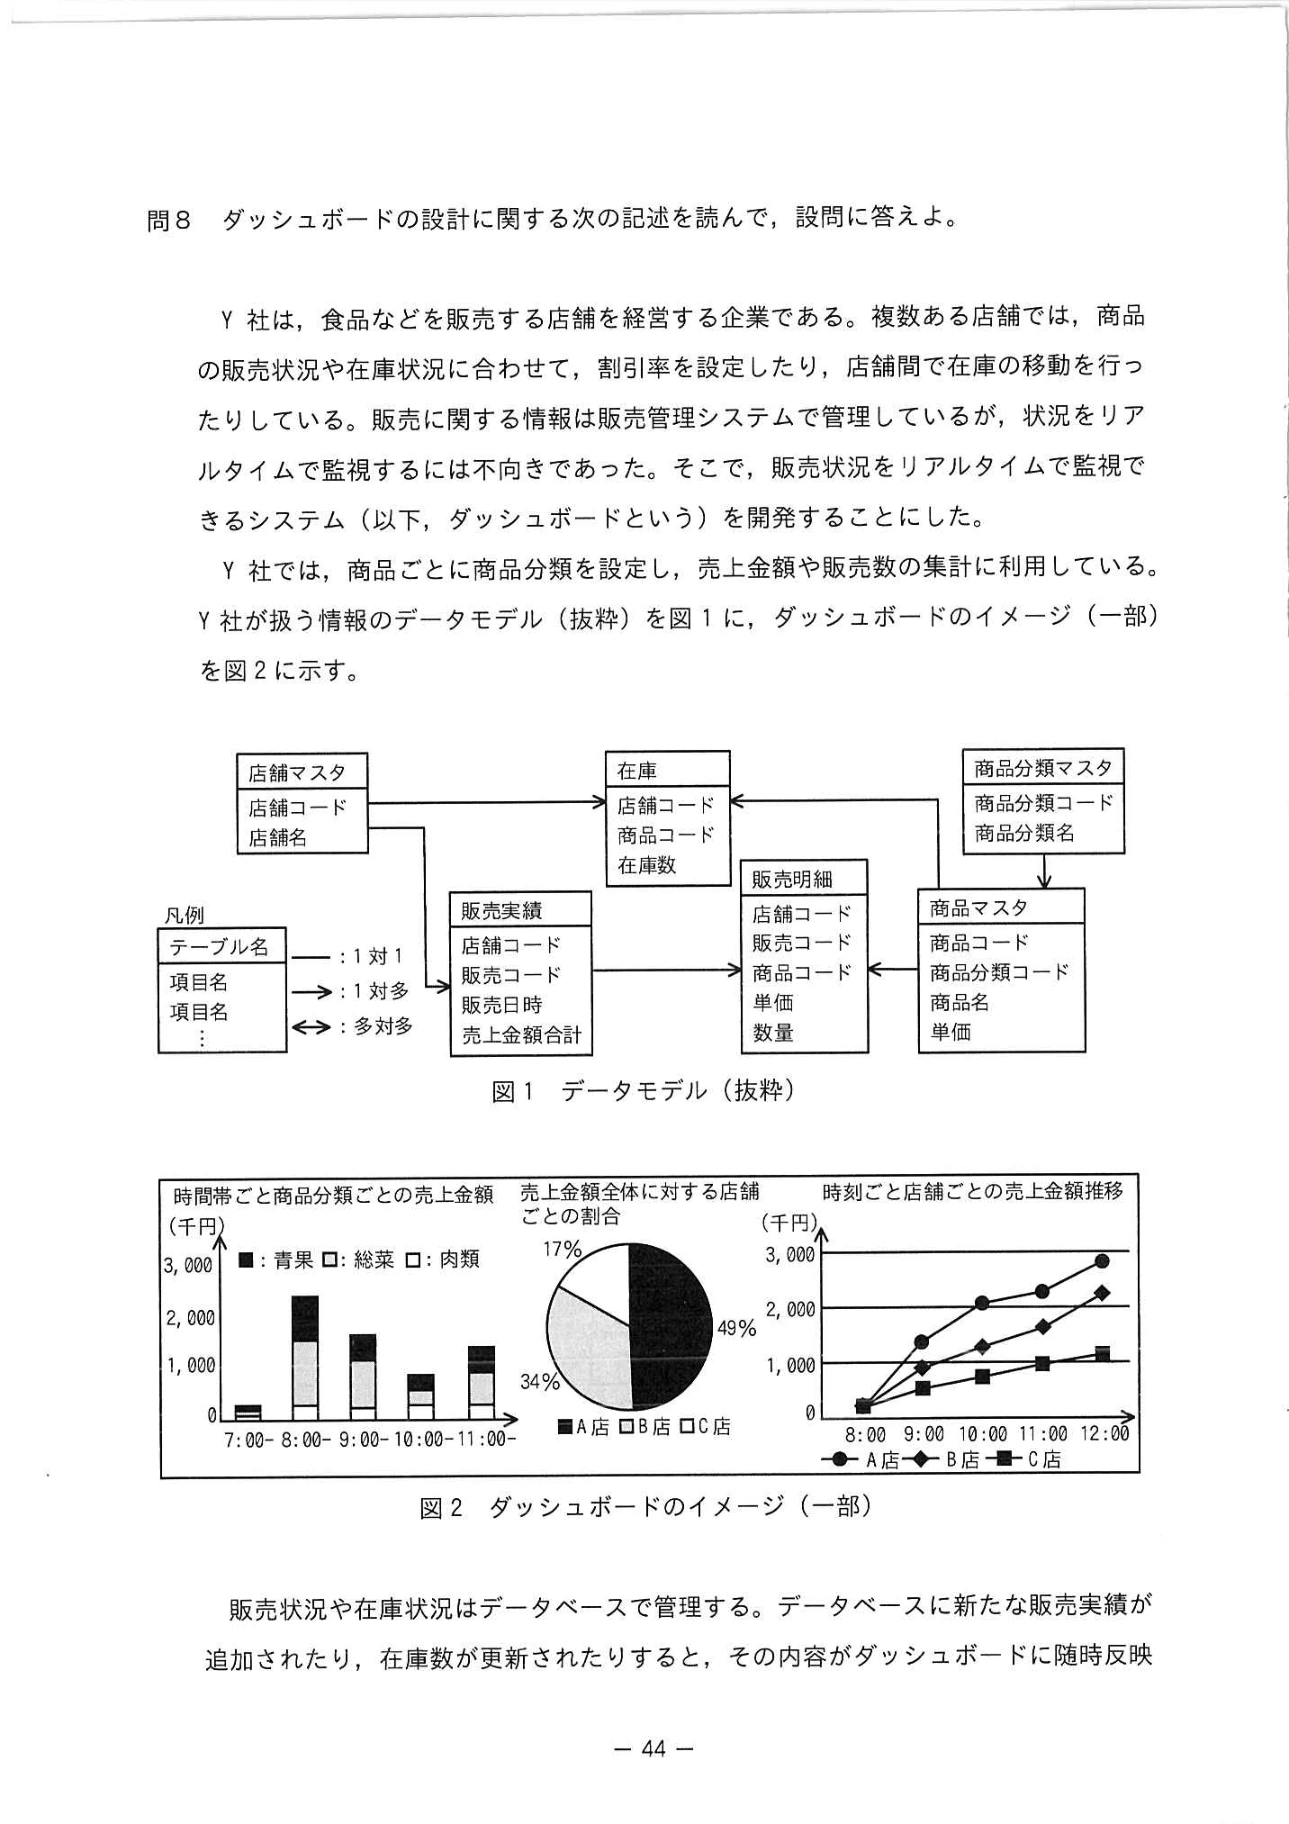 問8　ダッシュボードの設計に関する次の記述を読んで，設問に答えよ。
Y 社は，食品などを販売する店舗を経営する企業である。複数ある店舗では，商品
の販売状況や在庫状況に合わせて，割引率を設定したり，店舗間で在庫の移動を行っ
たりしている。販売に関する情報は販売管理システムで管理しているが，状況をリア
ルタイムで監視するには不向きであった。そこで，販売状況をリアルタイムで監視で
きるシステム（以下，ダッシュボードという）を開発することにした。
Y 社では，商品ごとに商品分類を設定し，売上金額や販売数の集計に利用している。
Y 社が扱う情報のデータモデル（抜粋）を図1に，ダッシュボードのイメージ（一部）
を図2に示す。
店舗マスタ
店舗コード
店舗名
在庫
店舗コード
商品コード
在庫数
商品分類マスタ
商品分類コード
商品分類名
凡例
テーブル名
項目名
項目名
⋮
：1対1
：1対多
：多対多
販売実績
店舗コード
販売コード
販売日時
売上金額合計
販売明細
店舗コード
販売コード
商品コード
単価
数量
商品マスタ
商品コード
商品分類コード
商品名
単価
図1　データモデル（抜粋）
時間帯ごと商品分類ごとの売上金額
（千円）
■：青果 □：総菜 □：肉類
3,000
2,000
1,000
0
7:00- 8:00- 9:00- 10:00- 11:00-
売上金額全体に対する店舗
ごとの割合
17%
49%
34%
■A店 □B店 □C店
時刻ごと店舗ごとの売上金額推移
（千円）
3,000
2,000
1,000
0
8:00 9:00 10:00 11:00 12:00
●A店 ◆B店 ■C店
図2　ダッシュボードのイメージ（一部）
販売状況や在庫状況はデータベースで管理する。データベースに新たな販売実績が
追加されたり，在庫数が更新されたりすると，その内容がダッシュボードに随時反映
－ 44 －